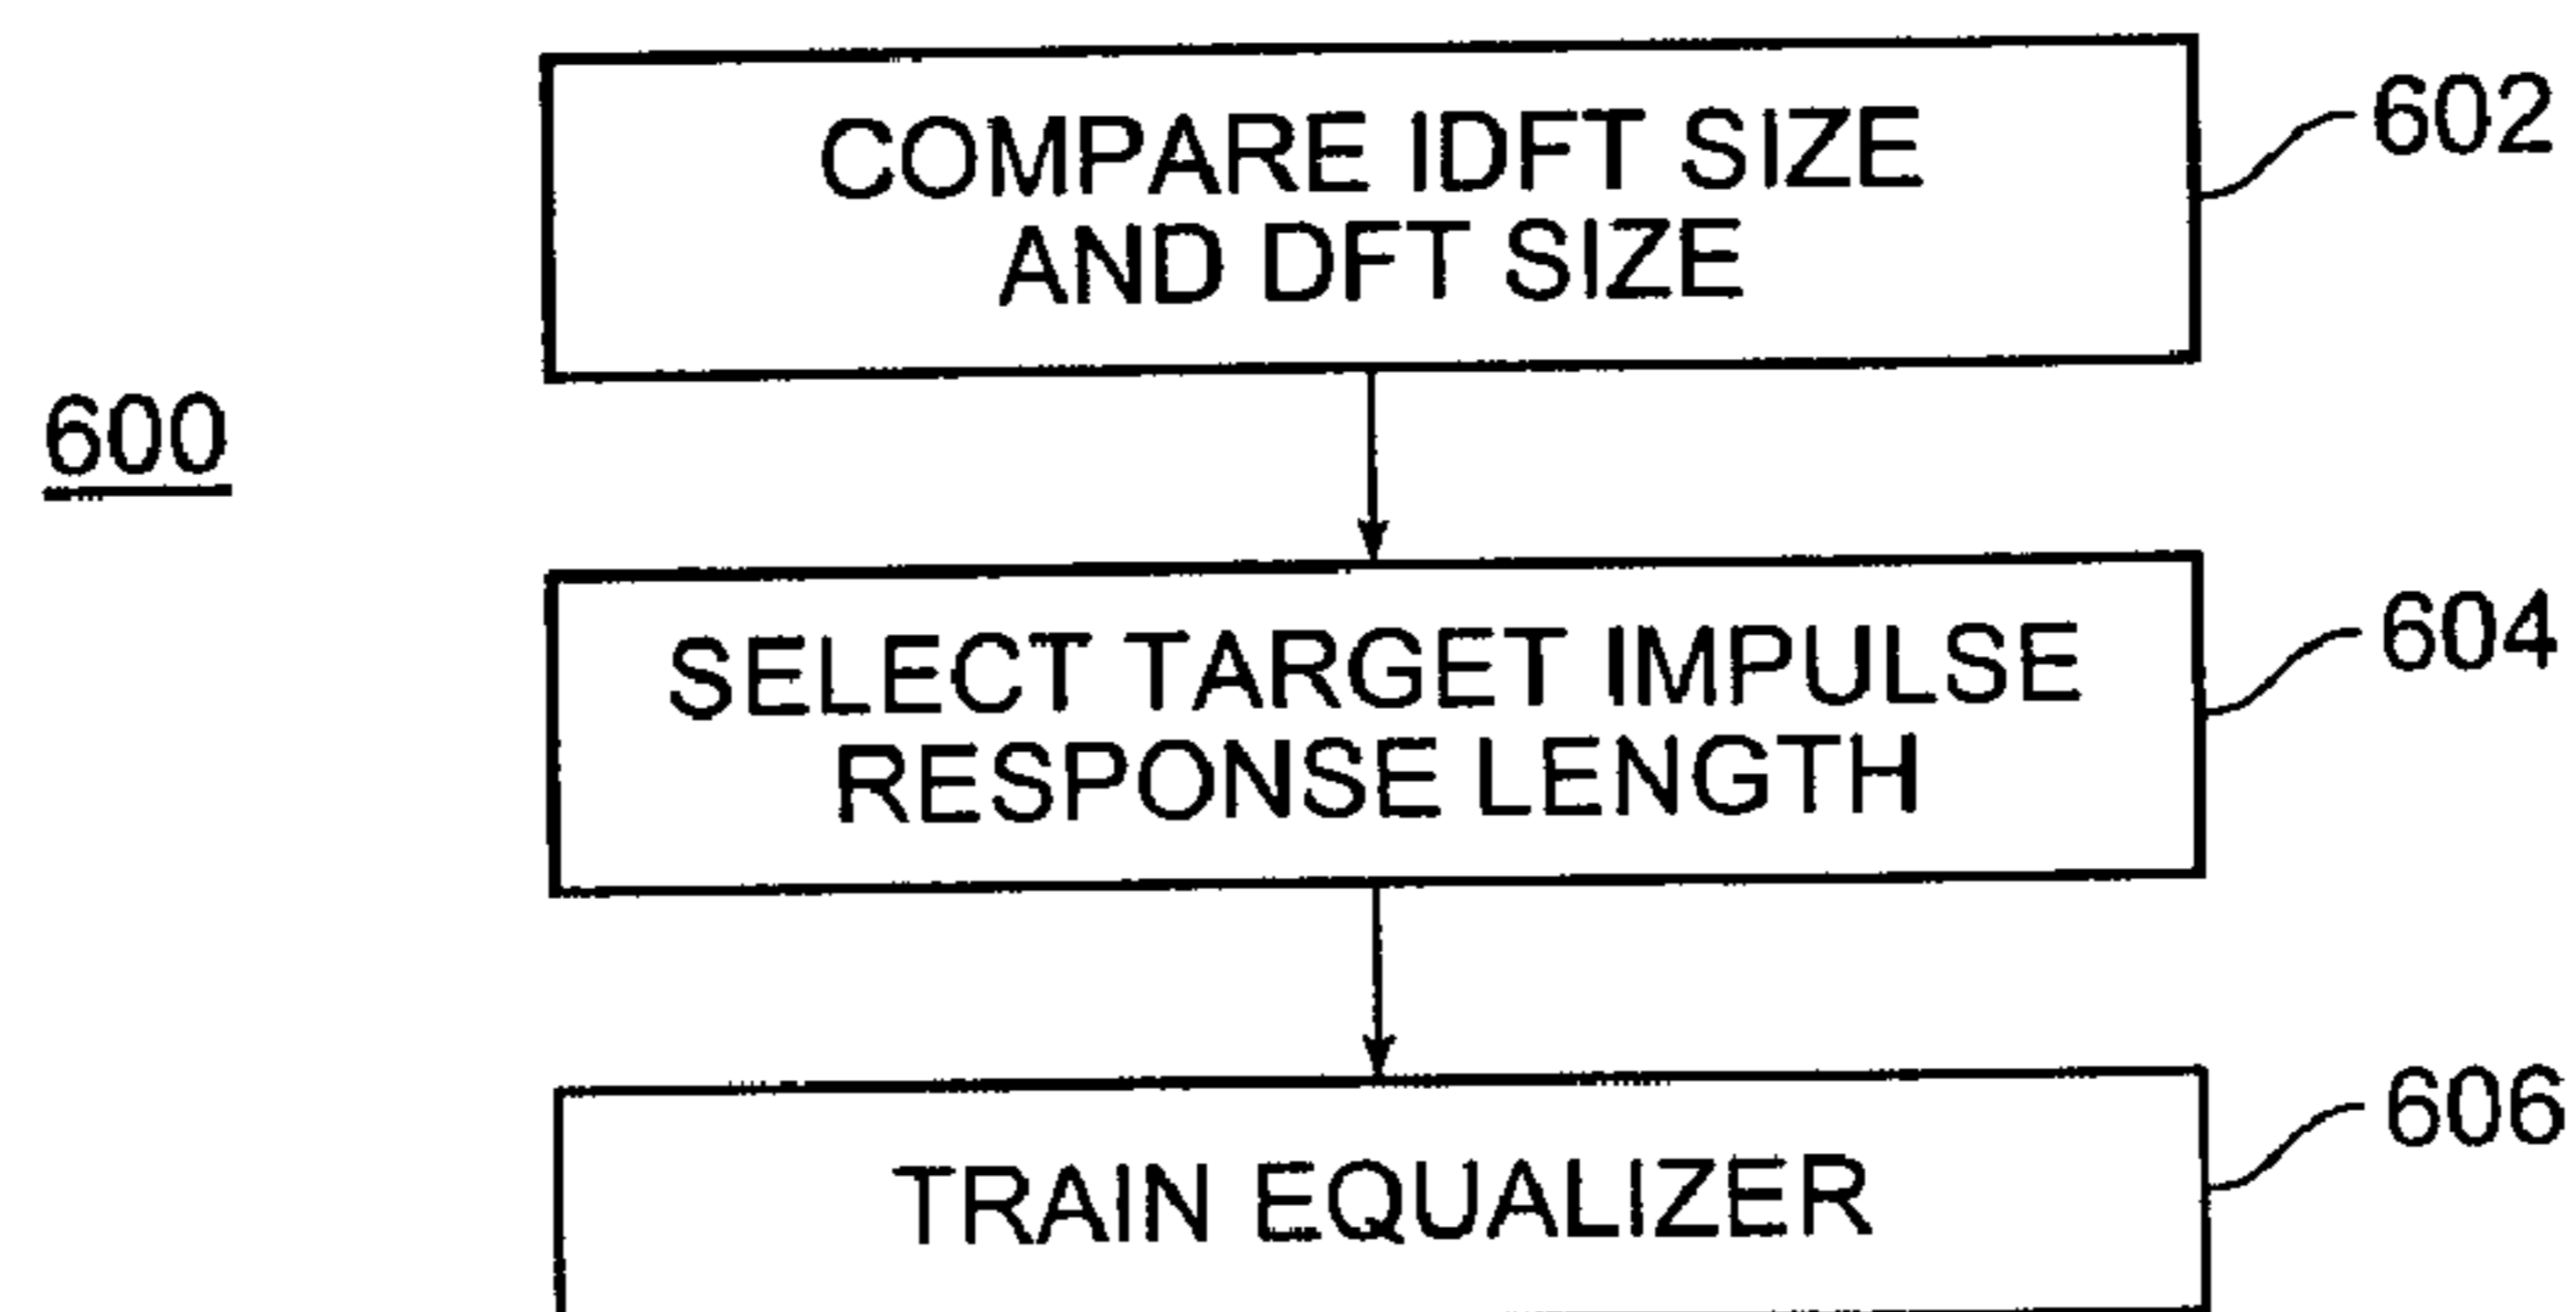 COMPARE IDFT SIZE
AND DFT SIZE
602
600
SELECT TARGET IMPULSE
RESPONSE LENGTH
604
TRAIN EQUALIZER
606